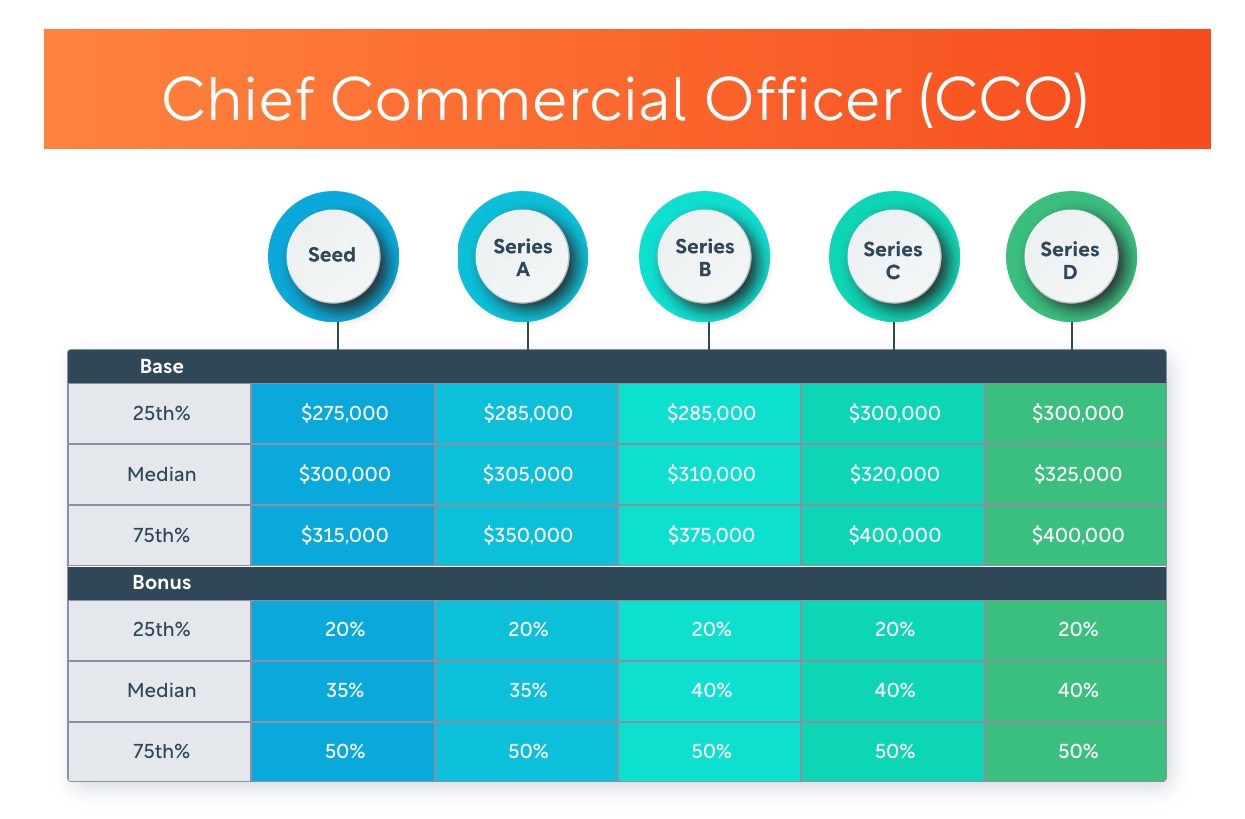 Chief Commercial Officer (CCO)
Seed
Series
A
Series
B
Series
C
Series
D
Base
25th% $275,000 $285,000 $285,000 $300,000 $300,000
Median $300,000 $305,000 $310,000 $320,000 $325,000
75th% $315,000 $350,000 $375,000 $400,000 $400,000
Bonus
25th% 20% 20% 20% 20% 20%
Median 35% 35% 40% 40% 40%
75th% 50% 50% 50% 50% 50%